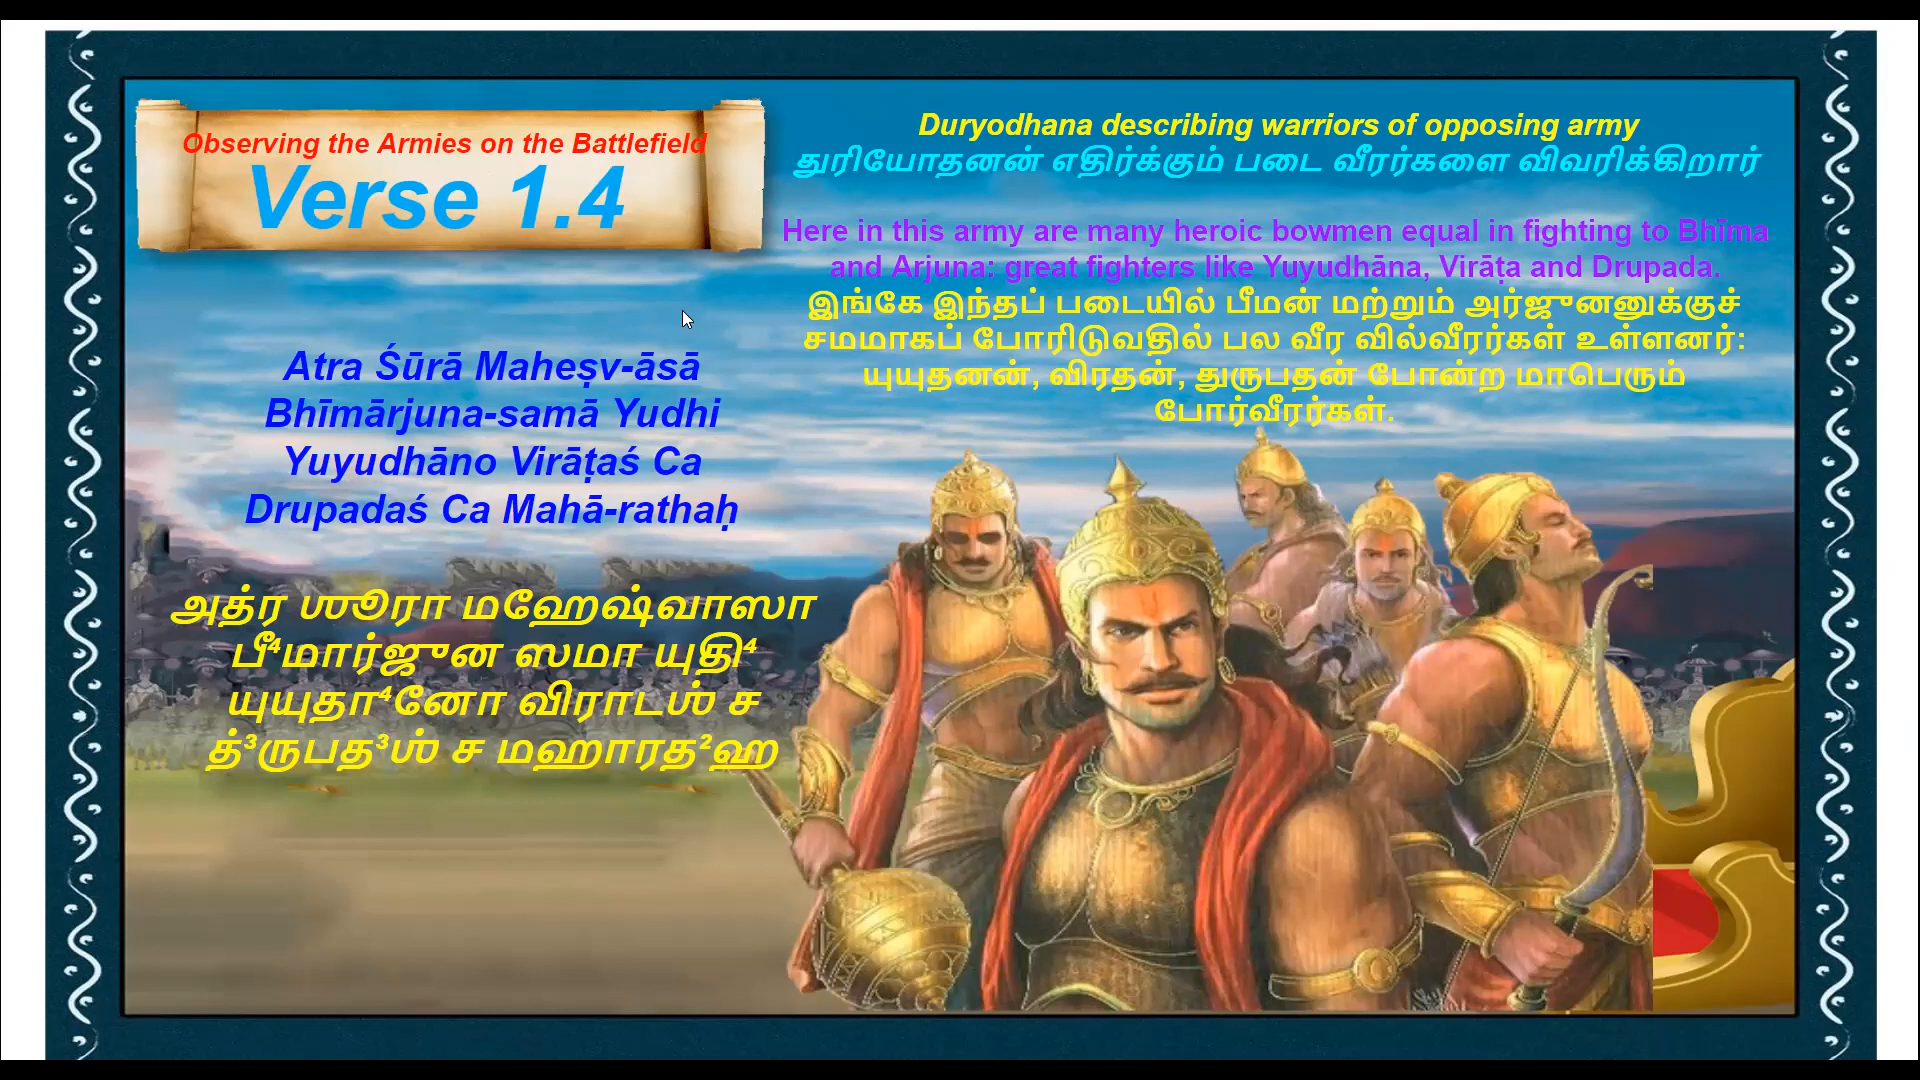 Observing the Armies on the Battlefield
Verse 1.4
Duryodhana describing warriors of opposing army
துரியோதனன் எதிர்க்கும் படை வீரர்களை விவரிக்கிறார்
Here in this army are many heroic bowmen equal in fighting to Bhīma
and Arjuna: great fighters like Yuyudhāna, Virāṭa and Drupada.
இங்கே இந்தப் படையில் பீமன் மற்றும் அர்ஜுனனுக்குச்
சமமாகப் போரிடுவதில் பல வீர வில்வீரர்கள் உள்ளனர்:
யுயுதனன், விரதன், துருபதன் போன்ற மாபெரும்
போர்வீரர்கள்.
Atra Śūrā Maheṣv-āsā
Bhīmārjuna-samā Yudhi
Yuyudhāno Virāṭaś Ca
Drupadaś Ca Mahā-rathaḥ
அத்ர ஶூரா மஹேஷ்வாஸா
பீ⁴மார்ஜுன ஸமா யுதி⁴
யுயுதா⁴னோ விராடஶ் ச
த்³ருபத³ஶ் ச மஹாரத²ஹ